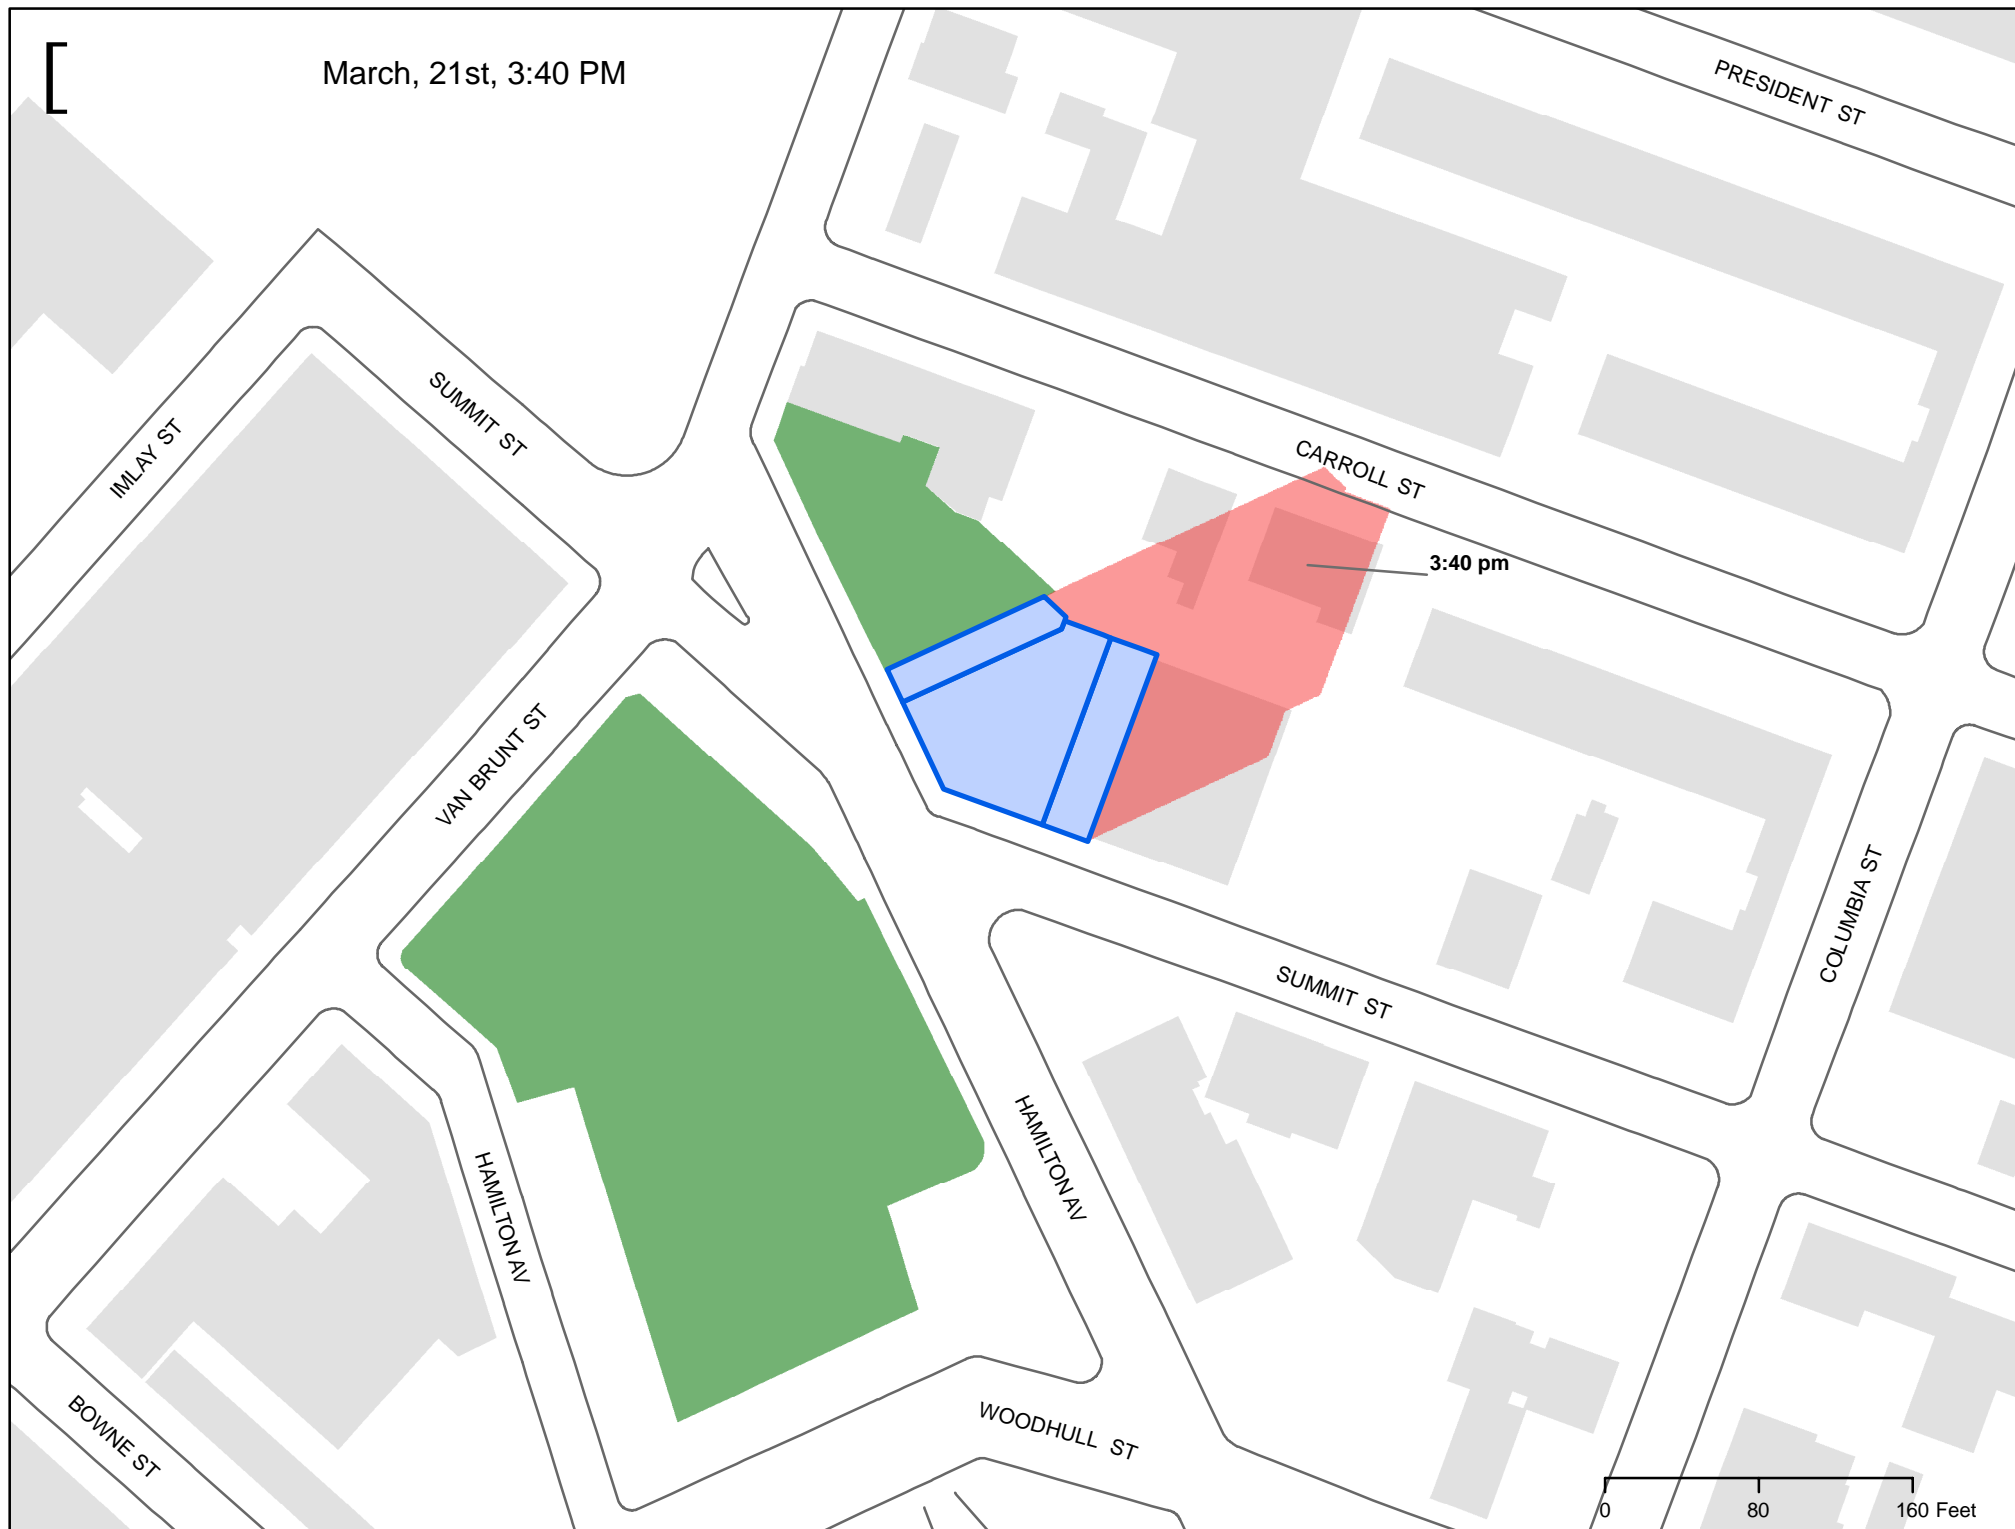 [
March, 21st, 3:40 PM
PRESIDENT ST
SUMMIT ST
IMLAY ST
CARROLL ST
3:40 pm
VAN BRUNT ST
COLUMBIA ST
SUMMIT ST
HAMILTON AV
HAMILTON AV
WOODHULL ST
BOWNE ST
0 80 160 Feet